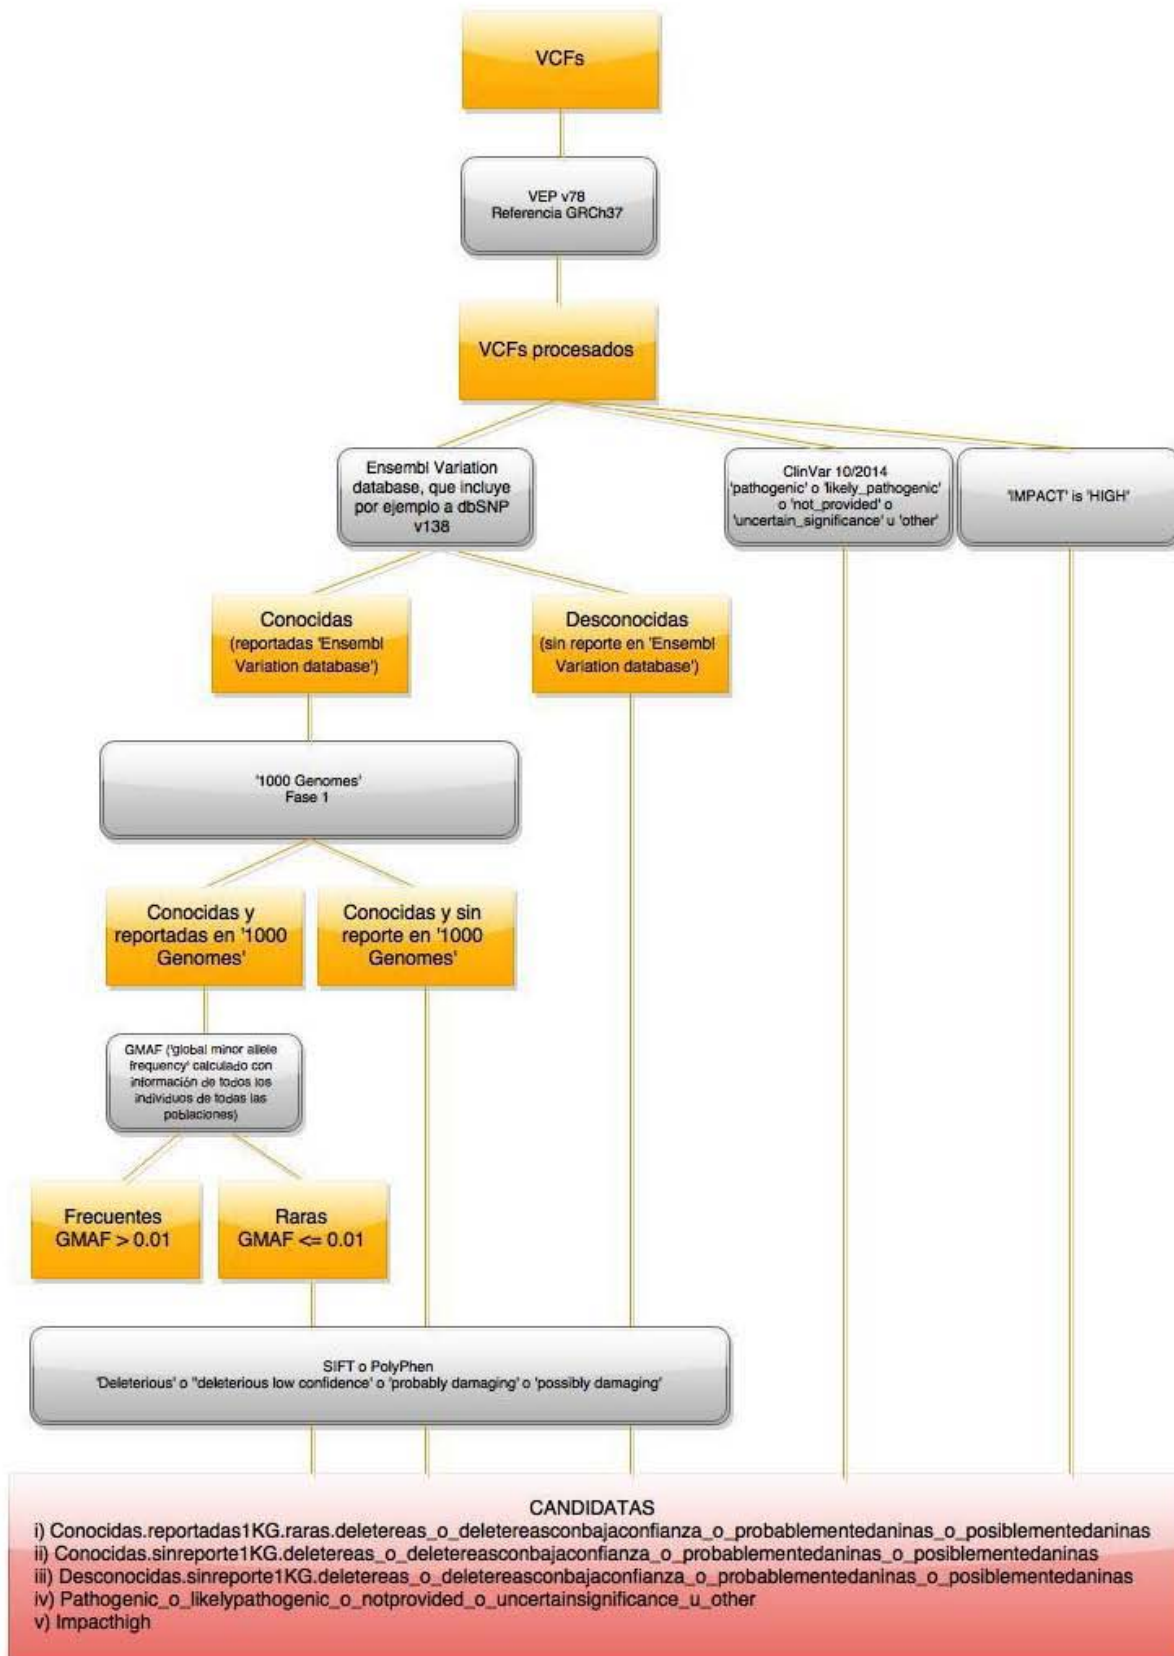 VCFs
VEP v78
Referencia GRCh37
VCFs procesados
Ensembl Variation
database, que incluye
por ejemplo a dbSNP
v138
ClinVar 10/2014
'pathogenic' o 'likely_pathogenic'
o 'not_provided' o
'uncertain_significance' u 'other'
'IMPACT' is 'HIGH'
Conocidas
(reportadas 'Ensembl
Variation database')
Desconocidas
(sin reporte en 'Ensembl
Variation database')
'1000 Genomes'
Fase 1
Conocidas y
reportadas en '1000
Genomes'
Conocidas y sin
reporte en '1000
Genomes'
GMAF ('global minor allele
frequency' calculado con
información de todos los
individuos de todas las
poblaciones)
Frecuentes
GMAF > 0.01
Raras
GMAF <= 0.01
SIFT o PolyPhen
'Deleterious' o "deleterious low confidence' o 'probably damaging' o 'possibly damaging'
CANDIDATAS
i) Conocidas.reportadas1KG.raras.deletereas_o_deletereasconbajaconfianza_o_probablementedaninas_o_posiblementedaninas
ii) Conocidas.sinreporte1KG.deletereas_o_deletereasconbajaconfianza_o_probablementedaninas_o_posiblementedaninas
iii) Desconocidas.sinreporte1KG.deletereas_o_deletereasconbajaconfianza_o_probablementedaninas_o_posiblementedaninas
iv) Pathogenic_o_likelypathogenic_o_notprovided_o_uncertainsignificance_u_other
v) Impacthigh